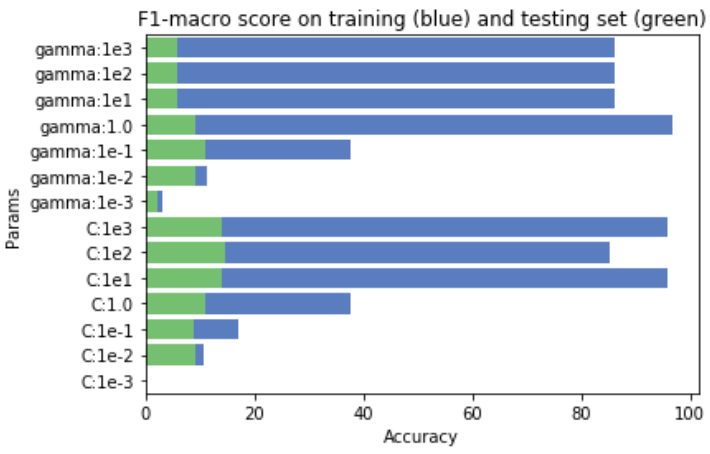 F1-macro score on training (blue) and testing set (green)
gamma:1e3
gamma:1e2
gamma:1e1
gamma:1.0
gamma:1e-1
gamma:1e-2
gamma:1e-3
C:1e3
C:1e2
C:1e1
C:1.0
C:1e-1
C:1e-2
C:1e-3
Params
0 20 40 60 80 100
Accuracy